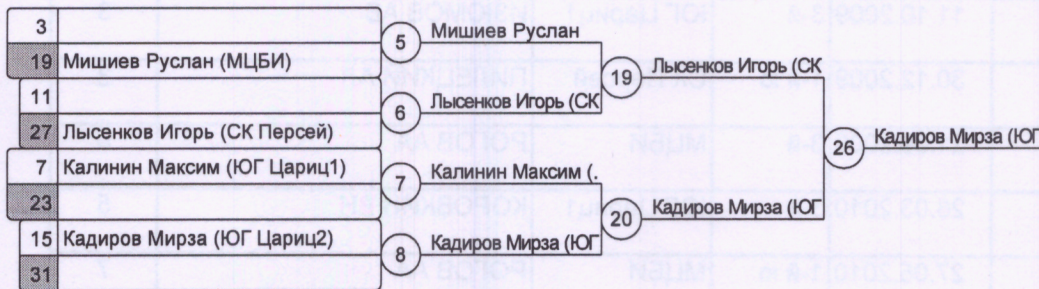 3
19 Мишиев Руслан (МЦБИ)
11
27 Лысенков Игорь (СК Персей)
7 Калинин Максим (ЮГ Цариц1)
23
15 Кадиров Мирза (ЮГ Цариц2)
31
5 Мишиев Руслан
6 Лысенков Игорь (СК
7 Калинин Максим (.
8 Кадиров Мирза (ЮГ
19 Лысенков Игорь (СК
20 Кадиров Мирза (ЮГ
26 Кадиров Мирза (ЮГ